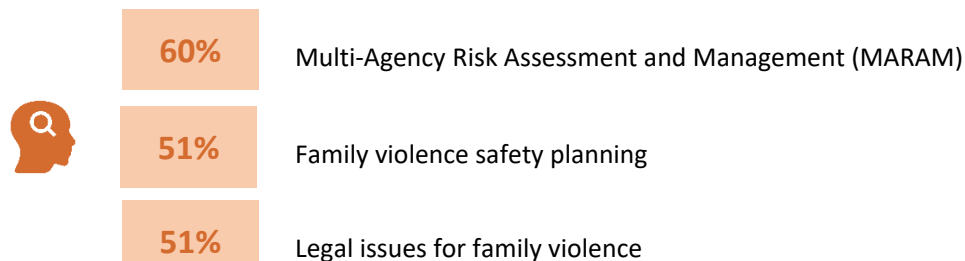 60% Multi-Agency Risk Assessment and Management (MARAM)
51% Family violence safety planning
51% Legal issues for family violence